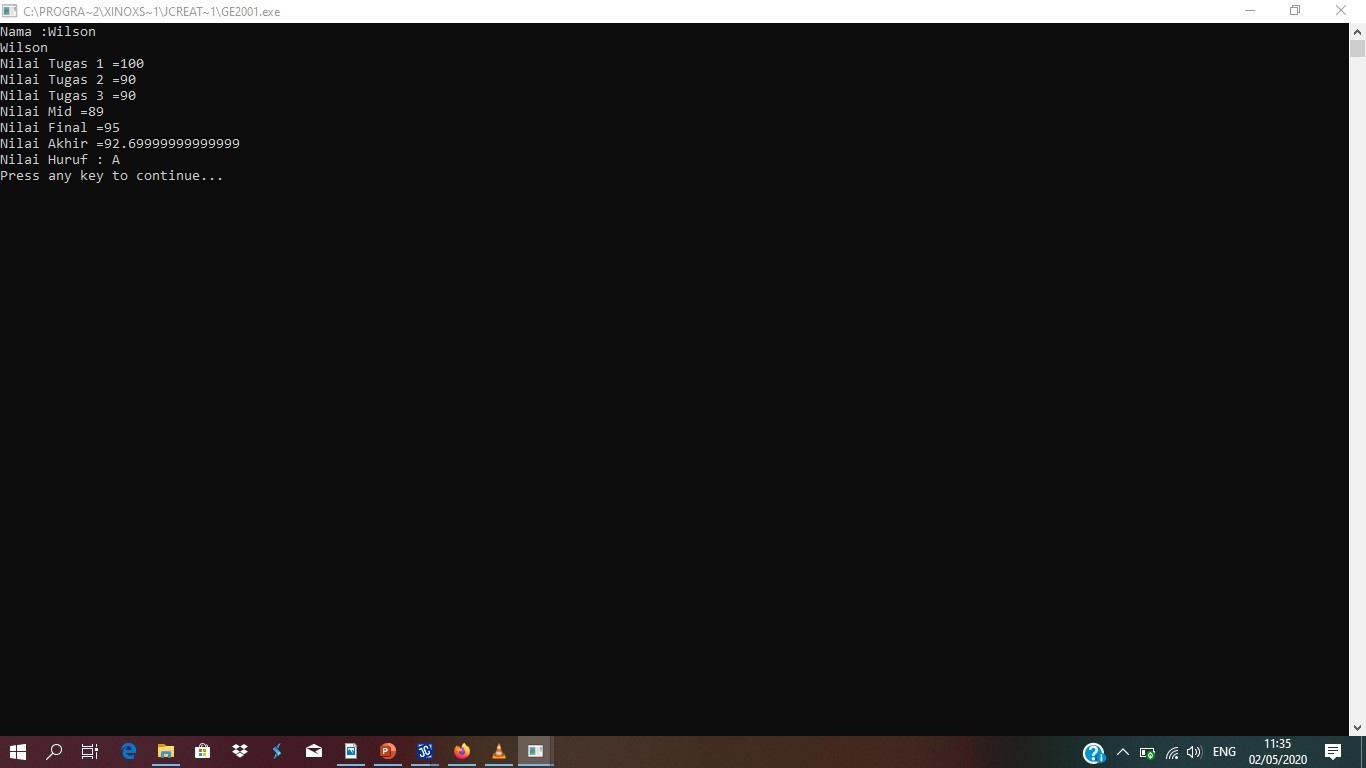 C:\PROGRA~2\XINOXS~1\JCREAT~1\GE2001.exe
Nama :Wilson
Wilson
Nilai Tugas 1 =100
Nilai Tugas 2 =90
Nilai Tugas 3 =90
Nilai Mid =89
Nilai Final =95
Nilai Akhir =92.69999999999999
Nilai Huruf : A
Press any key to continue...
ENG
11:35
02/05/2020